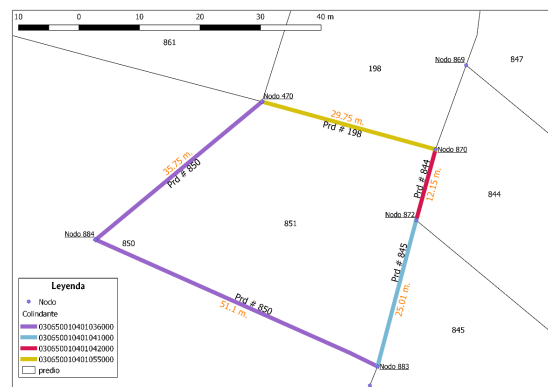 10 0 10 20 30 40 m
861
198
847
Nodo 869
Nodo 470
29.75 m.
Prd # 198
Nodo 870
35.75 m.
Prd # 850
Prd # 844
12.15 m.
844
Nodo 872
851
Nodo 884
850
Prd # 845
25.01 m.
Prd # 850
51.1 m.
845
Nodo 883
Leyenda
Nodo
Colindante
030650010401036000
030650010401041000
030650010401042000
030650010401055000
predio